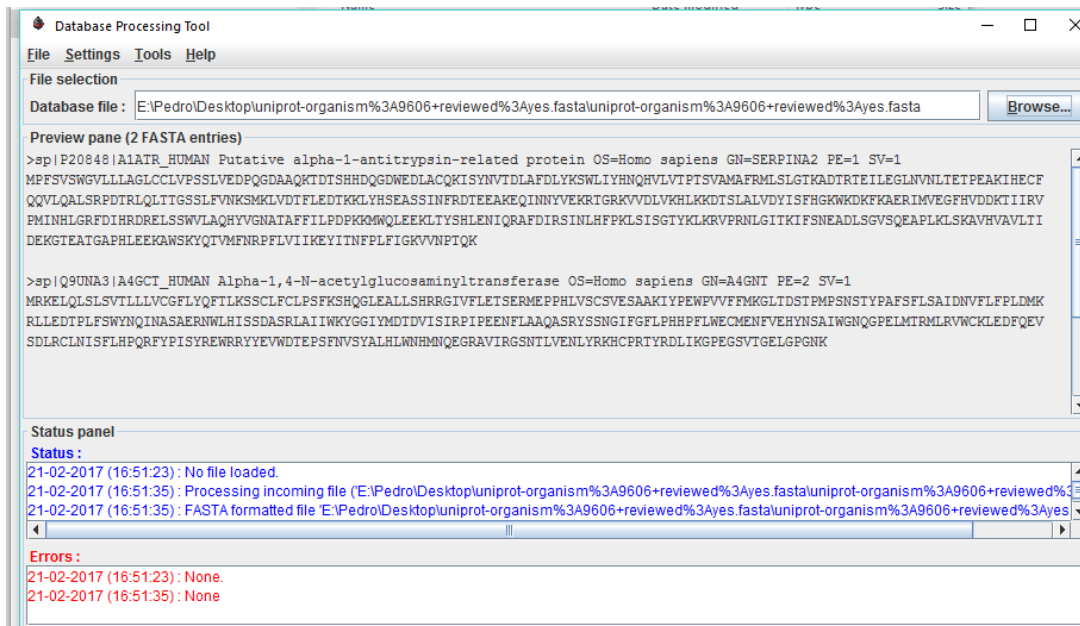 Database Processing Tool
File Settings Tools Help
File selection
Database file : E:\Pedro\Desktop\uniprot-organism%3A9606+reviewed%3Ayes.fasta\uniprot-organism%3A9606+reviewed%3Ayes.fasta Browse...
Preview pane (2 FASTA entries)
>sp|P20848|A1ATR_HUMAN Putative alpha-1-antitrypsin-related protein OS=Homo sapiens GN=SERPINA2 PE=1 SV=1
MPFSVSWGVLLLAGLCCLVPSSLVEDPQGDAAQKTDTSHHDQGDWEDLACQKISYNVTDLAFDLYKSWLIYHNQHVLVTPTSVAMAFRMLSLGTKADTRTEILEGLNVNLTETPEAKIHECF
QQVLQALSRPDTRLQLTTGSSLFVNKSMKLVDTFLEDTKKLYHSEASSINFRDTEEAKEQINNYVEKRTGRKVVDLVKHLKKDTSLALVDYISFHGKWKDKFKAERIMVEGFHVDDKTIIRV
PMINHLGRFDIHRDRELSSWVLAQHYVGNATAFFILPDPKKMWQLEEKLTYSHLENIQRAFDIRSINLHFPKLSISGTYKLKRVPRNLGITKIFSNEADLSGVSQEAPLKLSKAVHVAVLTI
DEKGTEATGAPHLEEKAWSKYQTVMFNRPFLVIIKEYITNFPLFIGKVVNPTQK
>sp|Q9UNA3|A4GCT_HUMAN Alpha-1,4-N-acetylglucosaminyltransferase OS=Homo sapiens GN=A4GNT PE=2 SV=1
MRKELQLSLSVTLLLVCGFLYQFTLKSSCLFCLPSFKSHQGLEALLSHRRGIVFLETSERMEPPHLVSCSVESAAKIYPEWPVVFFMKGLTDSTPMPSNSTYPAFSFLSAIDNVFLFPLDMK
RLLEDTPLFSWYNQINASAERNWLHISSDASRLAIIWKYGGIYMDTDVISIRPIPEENFLAAQASRYSSNGIFGFLPHHPFLWECMENFVEHYNSAIWGNQGPELMTRMLRVWCKLEDFQEV
SDLRCLNISFLHPQRFYPISYREWRRYYEVWDTEPSFNVSYALHLWNHMNQEGRAVIRGSNTLVENLYRKHCPRTYRDLIKGPEGSVTGELGPGNK
Status panel
Status :
21-02-2017 (16:51:23) : No file loaded.
21-02-2017 (16:51:35) : Processing incoming file ('E:\Pedro\Desktop\uniprot-organism%3A9606+reviewed%3Ayes.fasta\uniprot-organism%3A9606+reviewed%3
21-02-2017 (16:51:35) : FASTA formatted file 'E:\Pedro\Desktop\uniprot-organism%3A9606+reviewed%3Ayes.fasta\uniprot-organism%3A9606+reviewed%3Ayes
Errors :
21-02-2017 (16:51:23) : None.
21-02-2017 (16:51:35) : None